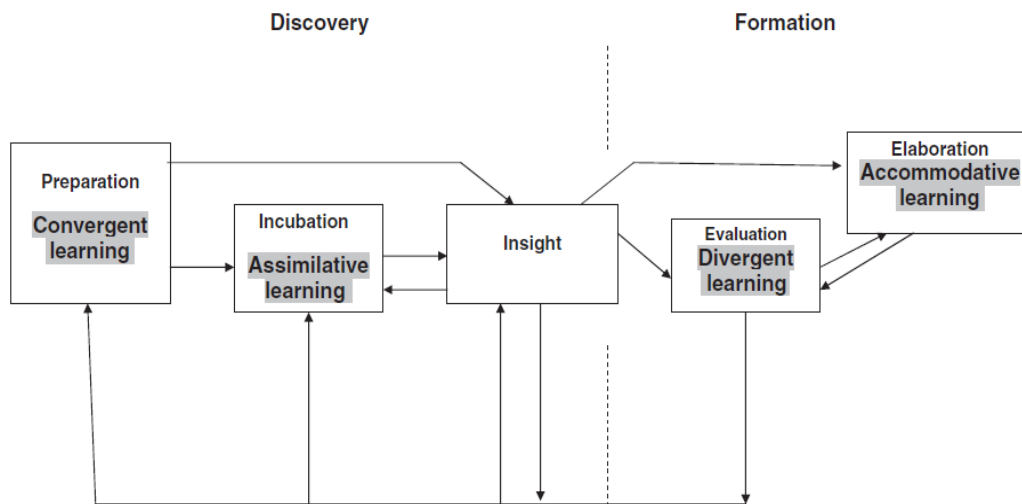 Discovery
Formation
Preparation
Convergent
learning
Incubation
Assimilative
learning
Insight
Evaluation
Divergent
learning
Elaboration
Accommodative
learning